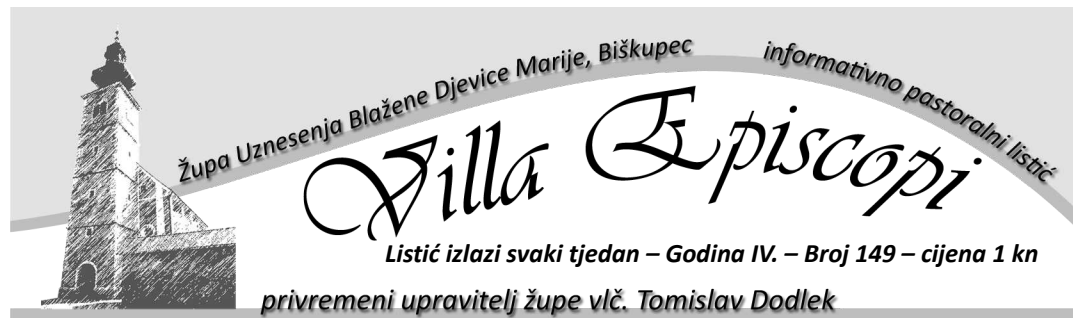 Župa Uznesenja Blažene Djevice Marije, Biškupec
informativno pastoralni listić
Villa Episcopi
Listić izlazi svaki tjedan – Godina IV. – Broj 149 – cijena 1 kn
privremeni upravitelj župe vlč. Tomislav Dodlek